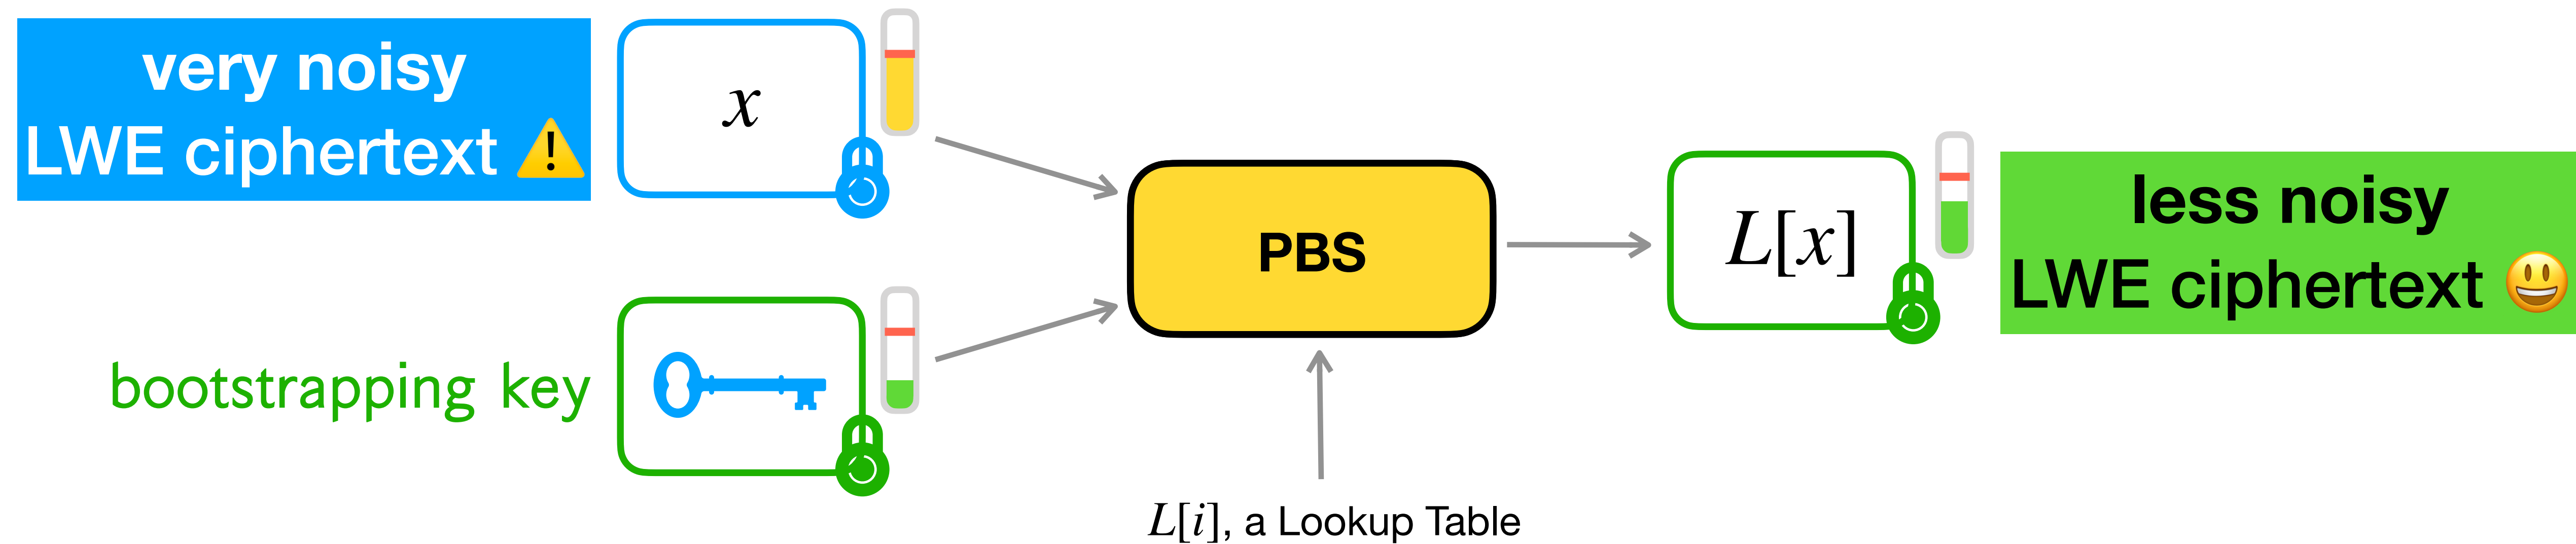 very noisy
LWE ciphertext ⚠️
x
bootstrapping key
PBS
L[i], a Lookup Table
L[x]
less noisy
LWE ciphertext 😃